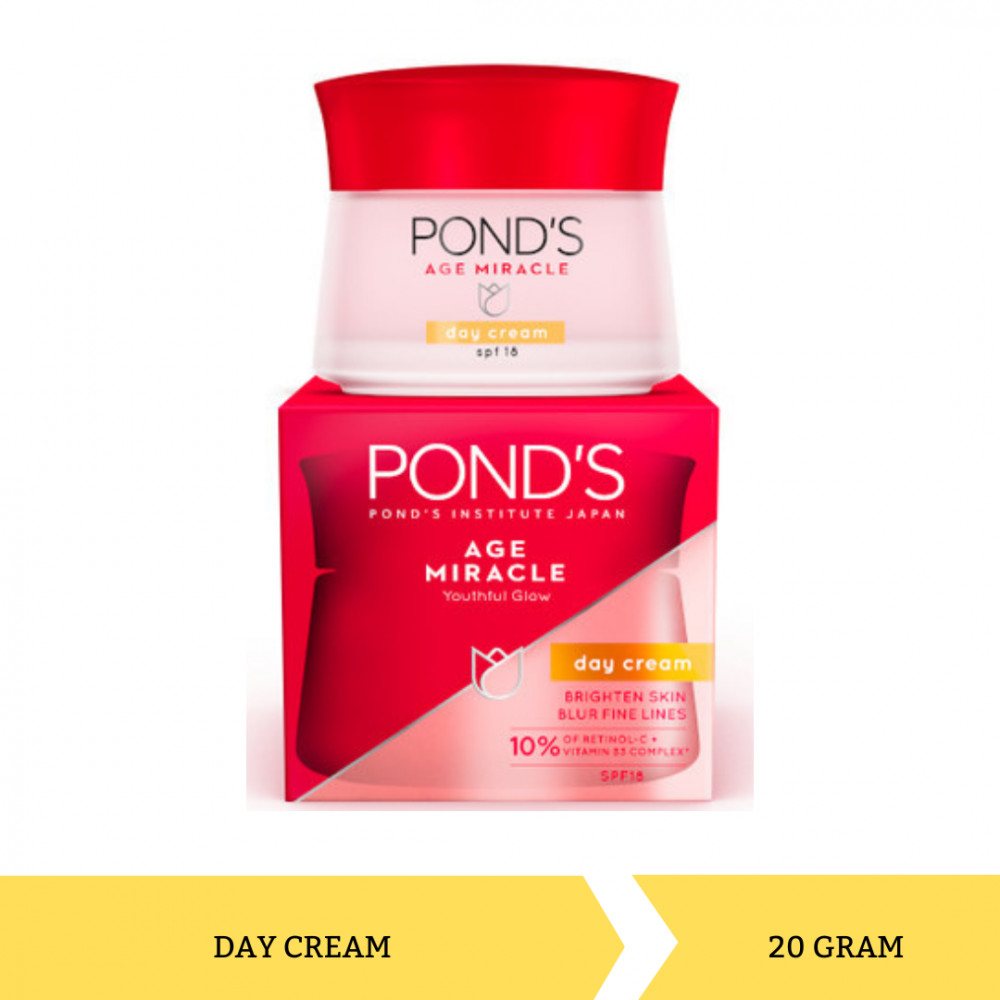 POND'S
AGE MIRACLE
day cream
spf 18
POND'S
POND'S INSTITUTE JAPAN
AGE
MIRACLE
Youthful Glow
day cream
BRIGHTEN SKIN
BLUR FINE LINES
10% OF RETINOL-C +
VITAMIN B3 COMPLEX*
SPF18
DAY CREAM
20 GRAM